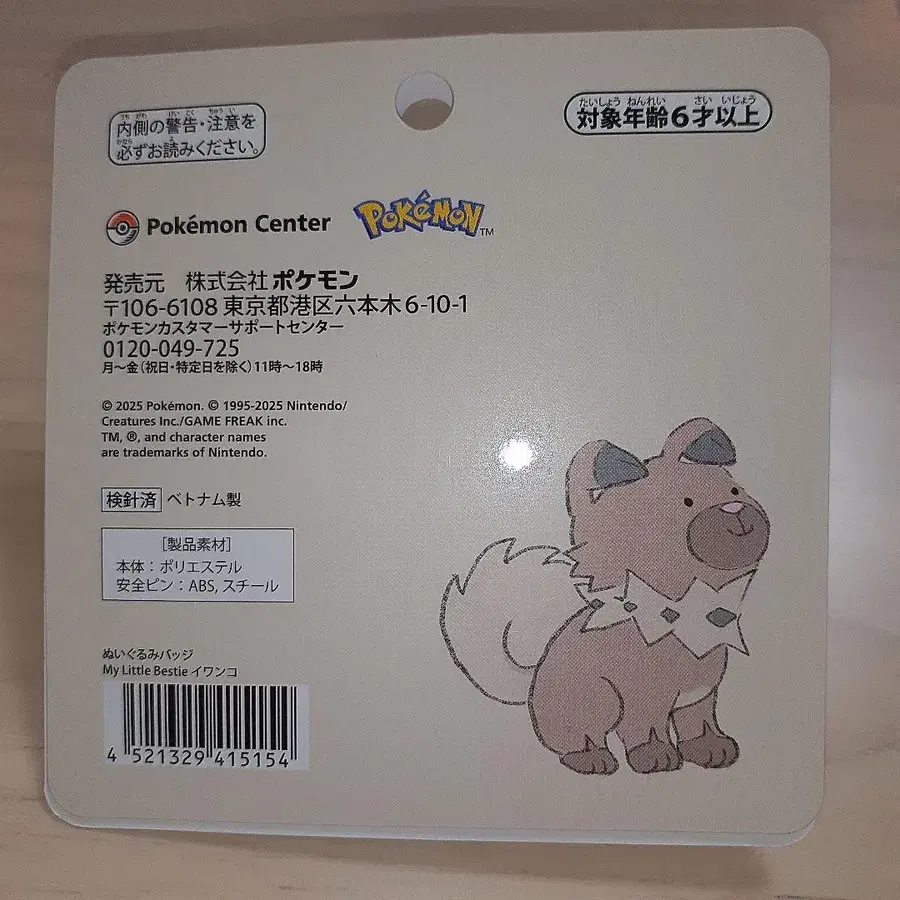 内側の警告・注意を
必ずお読みください。
対象年齢6才以上
Pokémon Center
POKéMON™
発売元 株式会社ポケモン
〒106-6108 東京都港区六本木6-10-1
ポケモンカスタマーサポートセンター
0120-049-725
月～金(祝日・特定日を除く)11時～18時
© 2025 Pokémon. © 1995-2025 Nintendo/
Creatures Inc./GAME FREAK inc.
TM, ®, and character names
are trademarks of Nintendo.
検針済 ベトナム製
[製品素材]
本体：ポリエステル
安全ピン：ABS, スチール
ぬいぐるみバッジ
My Little Bestie イワンコ
4 521329 415154